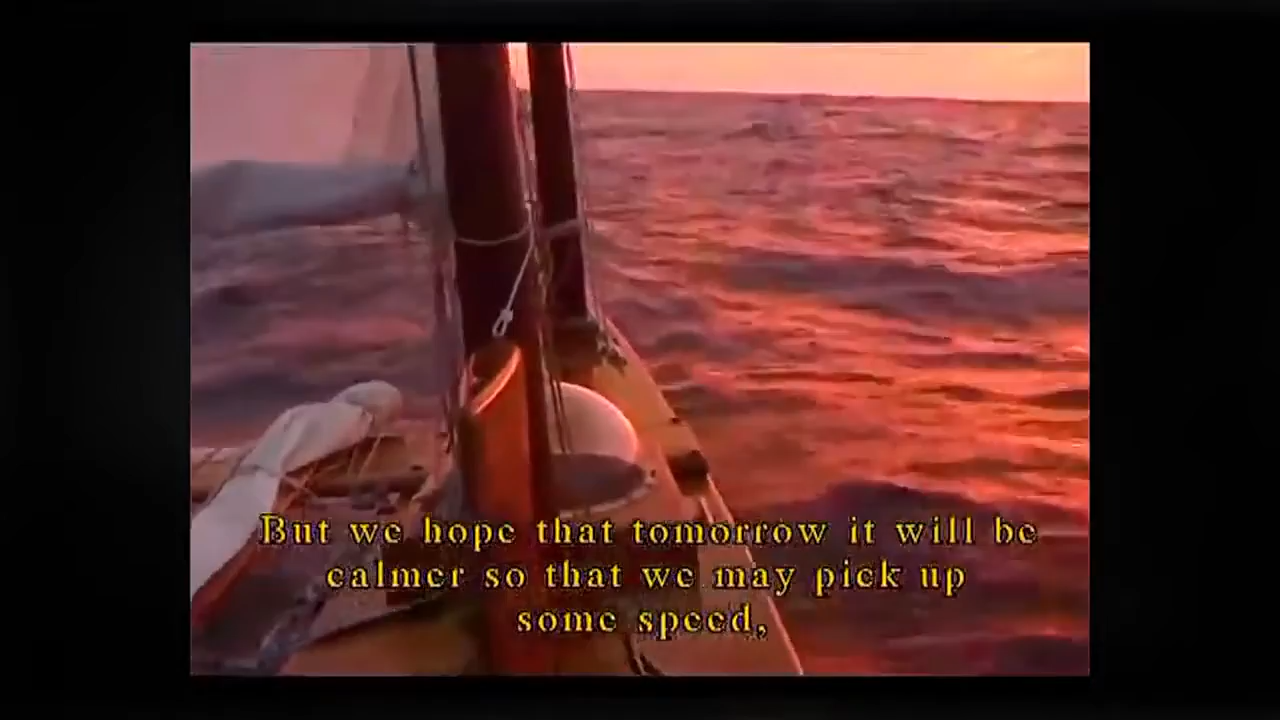 But we hope that tomorrow it will be
calmer so that we may pick up
some speed,